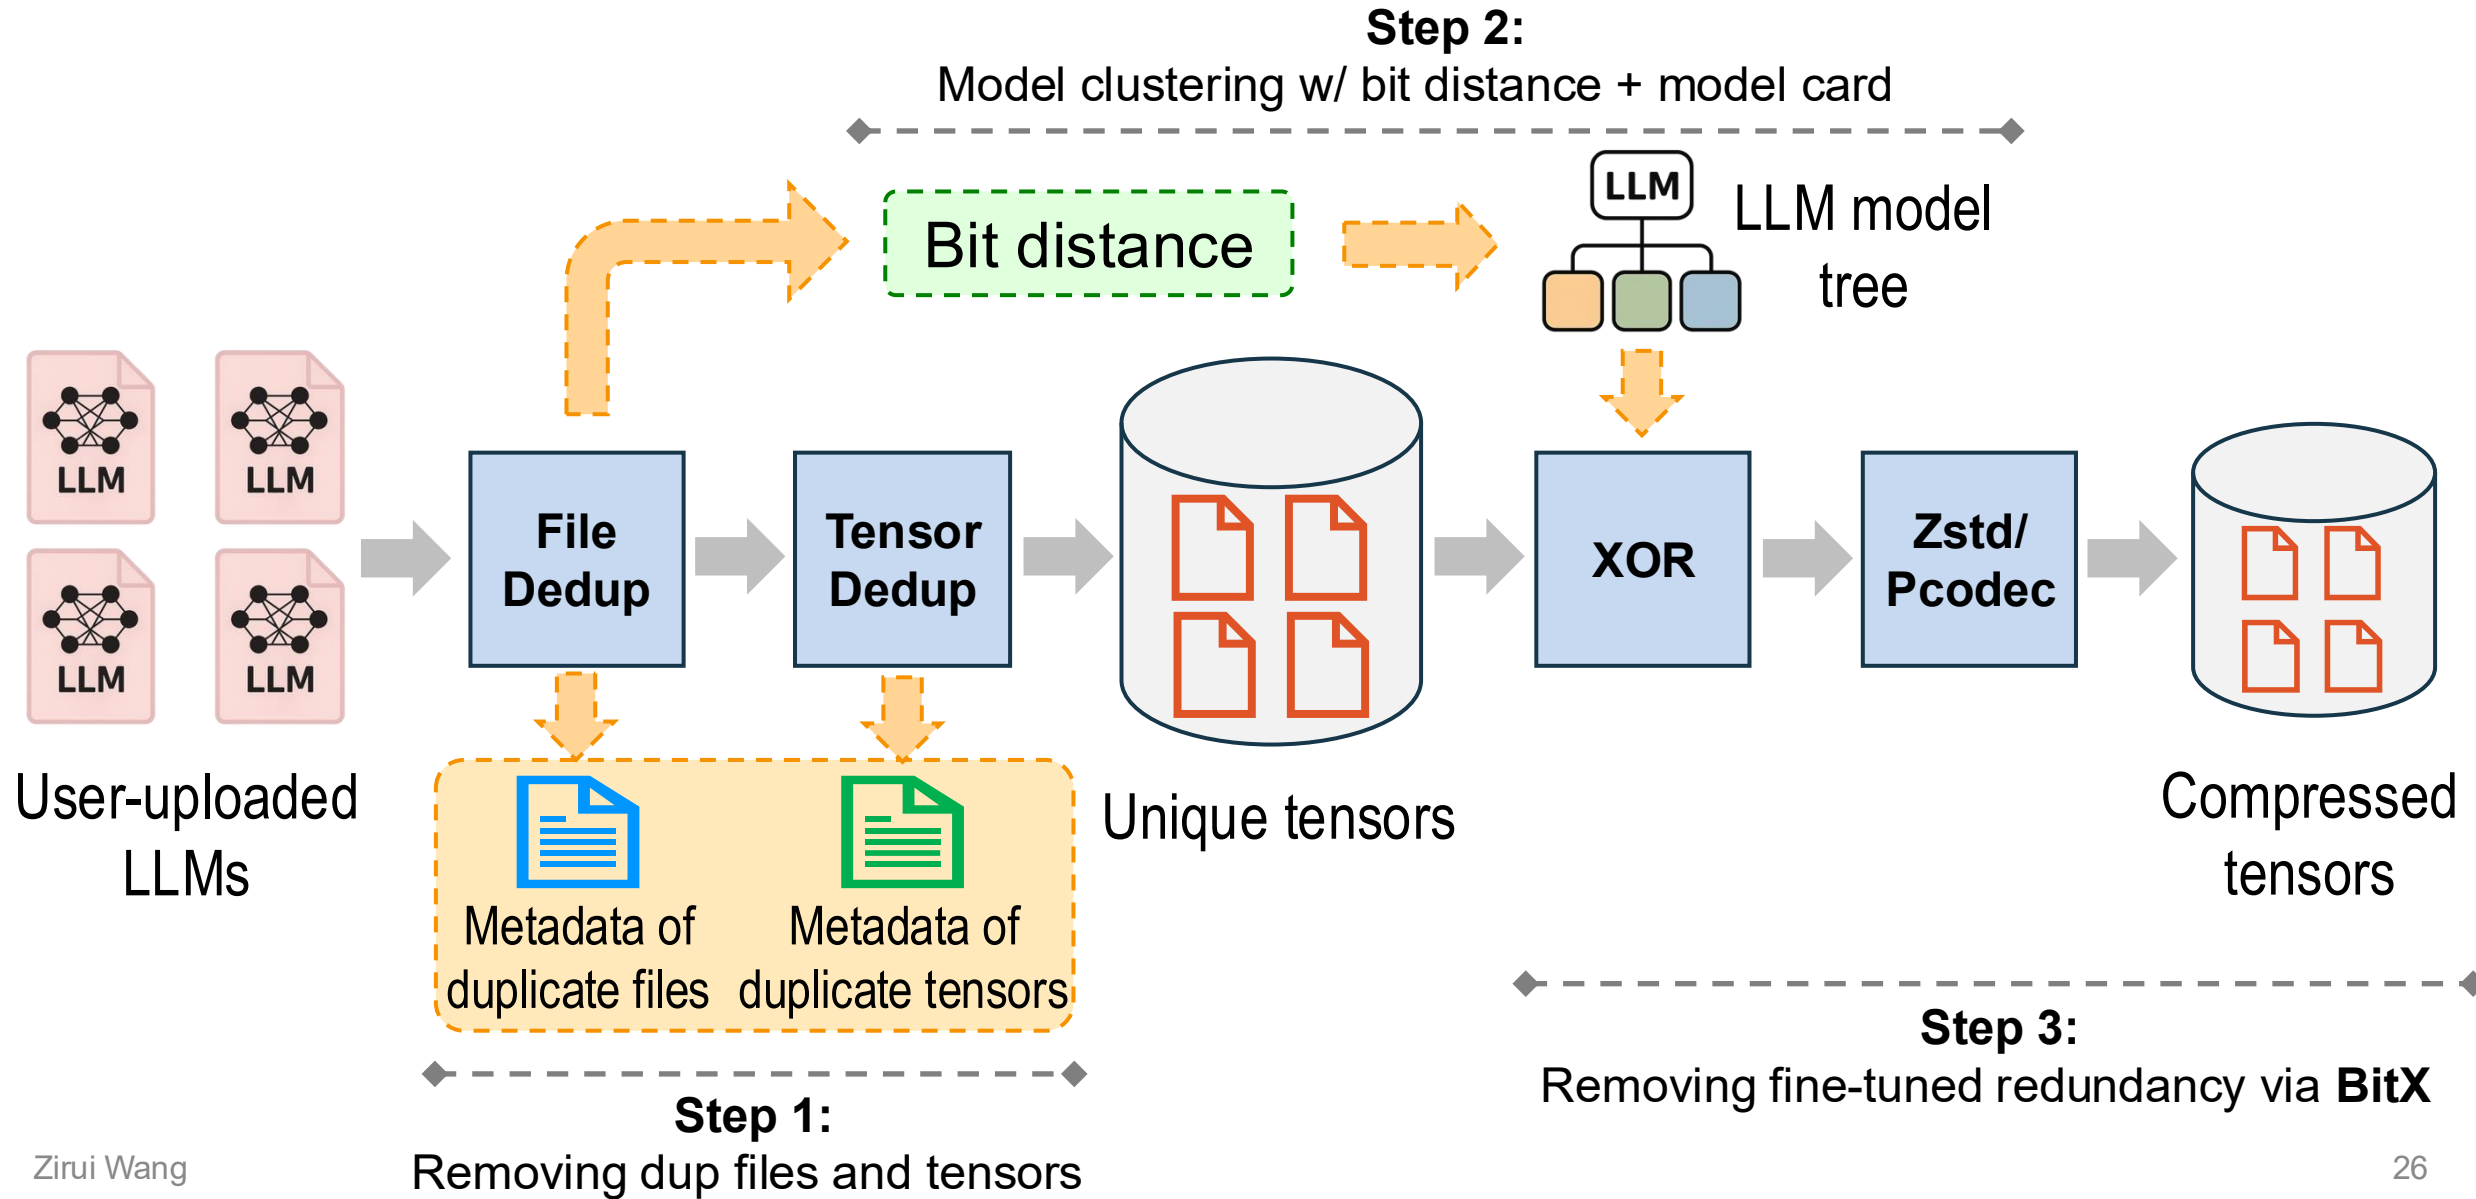 Step 2:
Model clustering w/ bit distance + model card
Bit distance
LLM
LLM model
tree
LLM
LLM
LLM
LLM
User-uploaded
LLMs
File
Dedup
Tensor
Dedup
Unique tensors
XOR
Zstd/
Pcodec
Compressed
tensors
Metadata of
duplicate files
Metadata of
duplicate tensors
Step 1:
Removing dup files and tensors
Step 3:
Removing fine-tuned redundancy via BitX
Zirui Wang
26